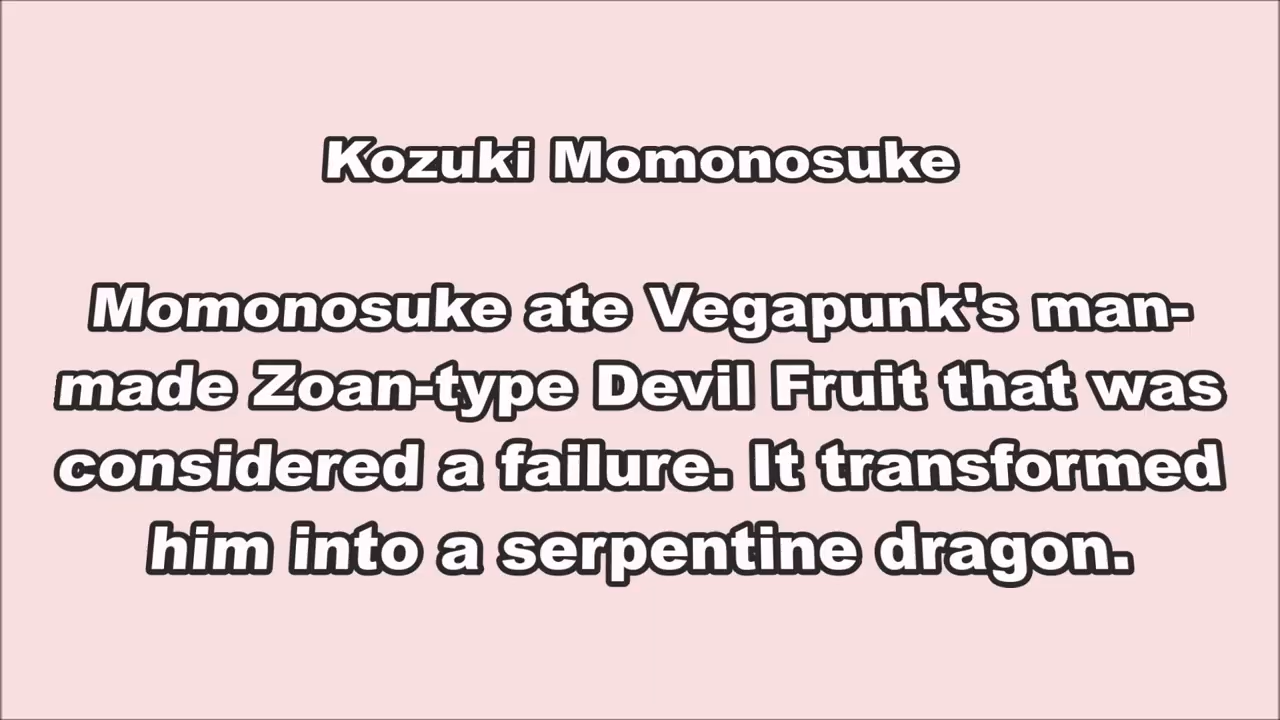 Kozuki Momonosuke
Momonosuke ate Vegapunk's man-
made Zoan-type Devil Fruit that was
considered a failure. It transformed
him into a serpentine dragon.